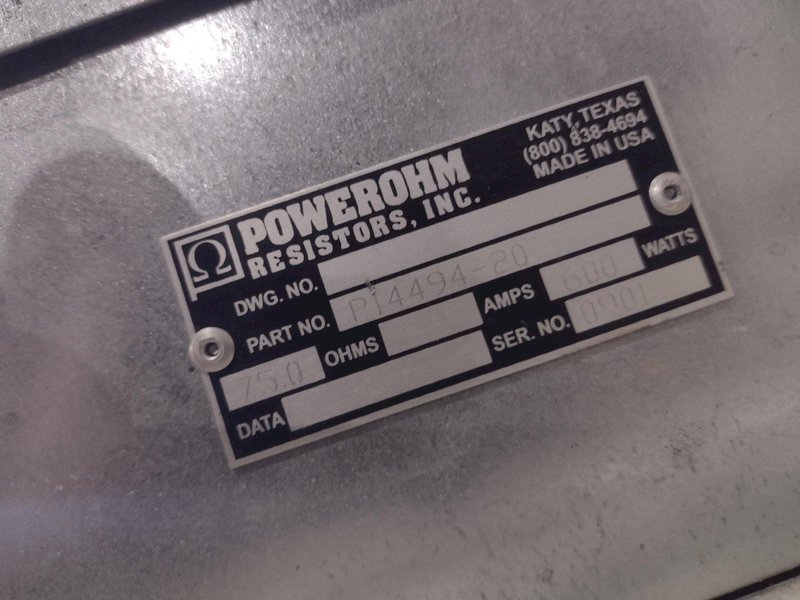 Ω POWEROHM
RESISTORS, INC.
KATY, TEXAS
(800) 838-4694
MADE IN USA
DWG. NO.
PART NO. P14494-20
75.0 OHMS AMPS 600 WATTS
DATA SER. NO. 0901